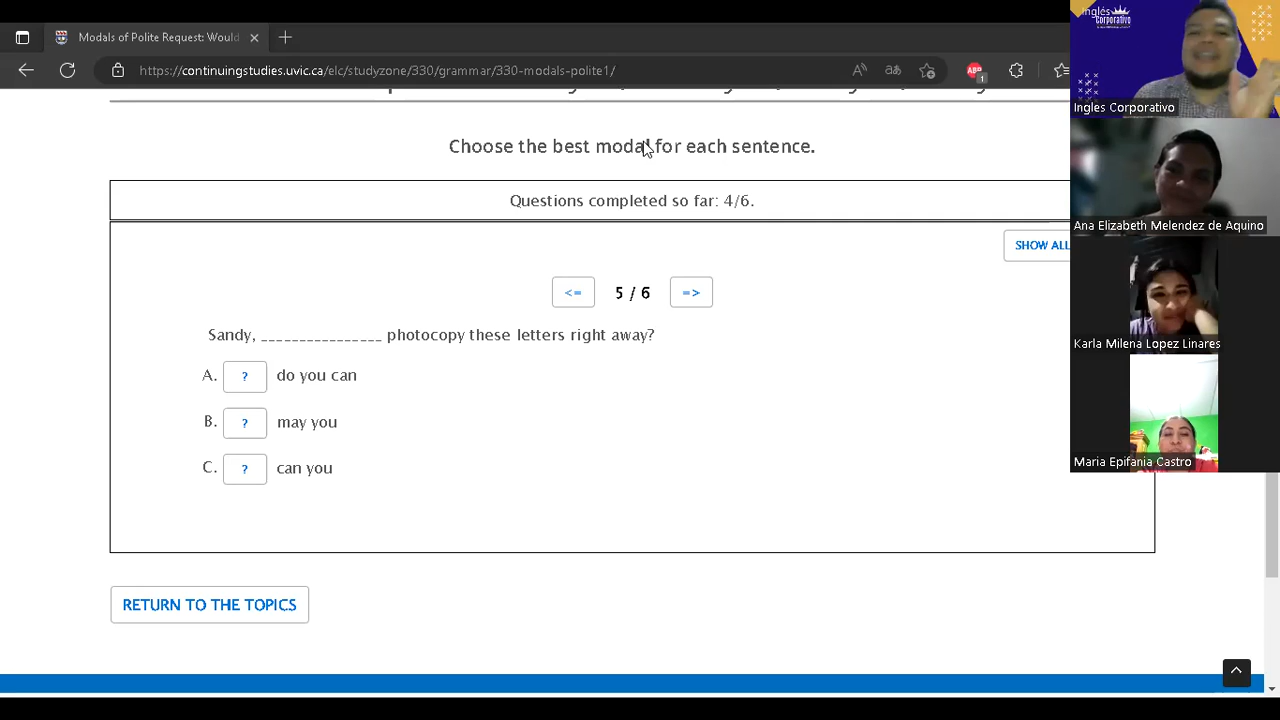 Modals of Polite Request: Would
https://continuingstudies.uvic.ca/elc/studyzone/330/grammar/330-modals-polite1/
Choose the best modal for each sentence.
Questions completed so far: 4/6.
SHOW ALL
<= 5 / 6 =>
Sandy, ________________ photocopy these letters right away?
A. ? do you can
B. ? may you
C. ? can you
RETURN TO THE TOPICS
Inglés
Corporativo
Ingles Corporativo
Ana Elizabeth Melendez de Aquino
Karla Milena Lopez Linares
Maria Epifania Castro